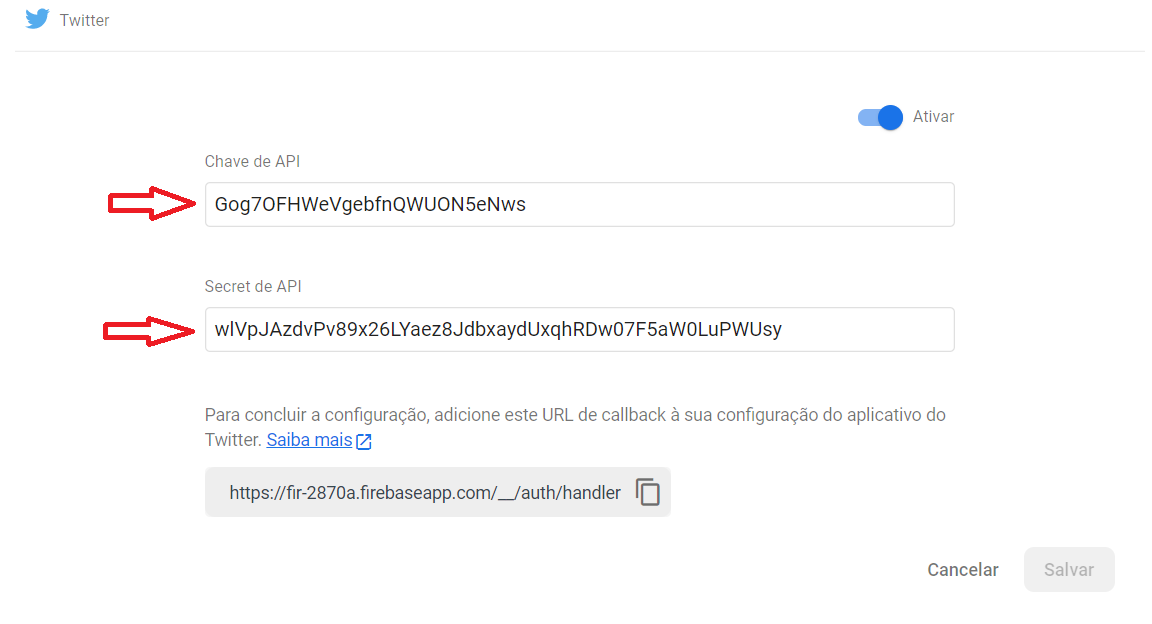 Twitter
Ativar
Chave de API
Gog7OFHWeVgebfnQWUON5eNws
Secret de API
wlVpJAzdvPv89x26LYaez8JdbxaydUxqhRDw07F5aW0LuPWUsy
Para concluir a configuração, adicione este URL de callback à sua configuração do aplicativo do
Twitter. Saiba mais
https://fir-2870a.firebaseapp.com/__/auth/handler
Cancelar Salvar